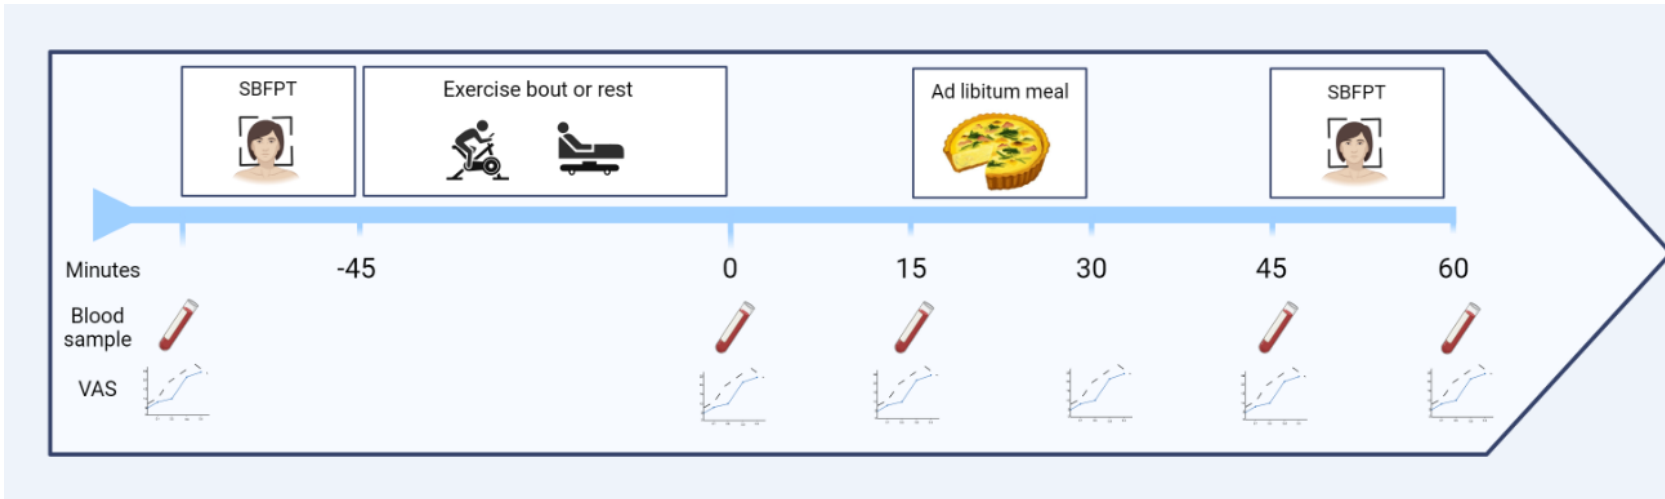 SBFPT
Exercise bout or rest
Ad libitum meal
SBFPT
Minutes
-45
0
15
30
45
60
Blood
sample
VAS